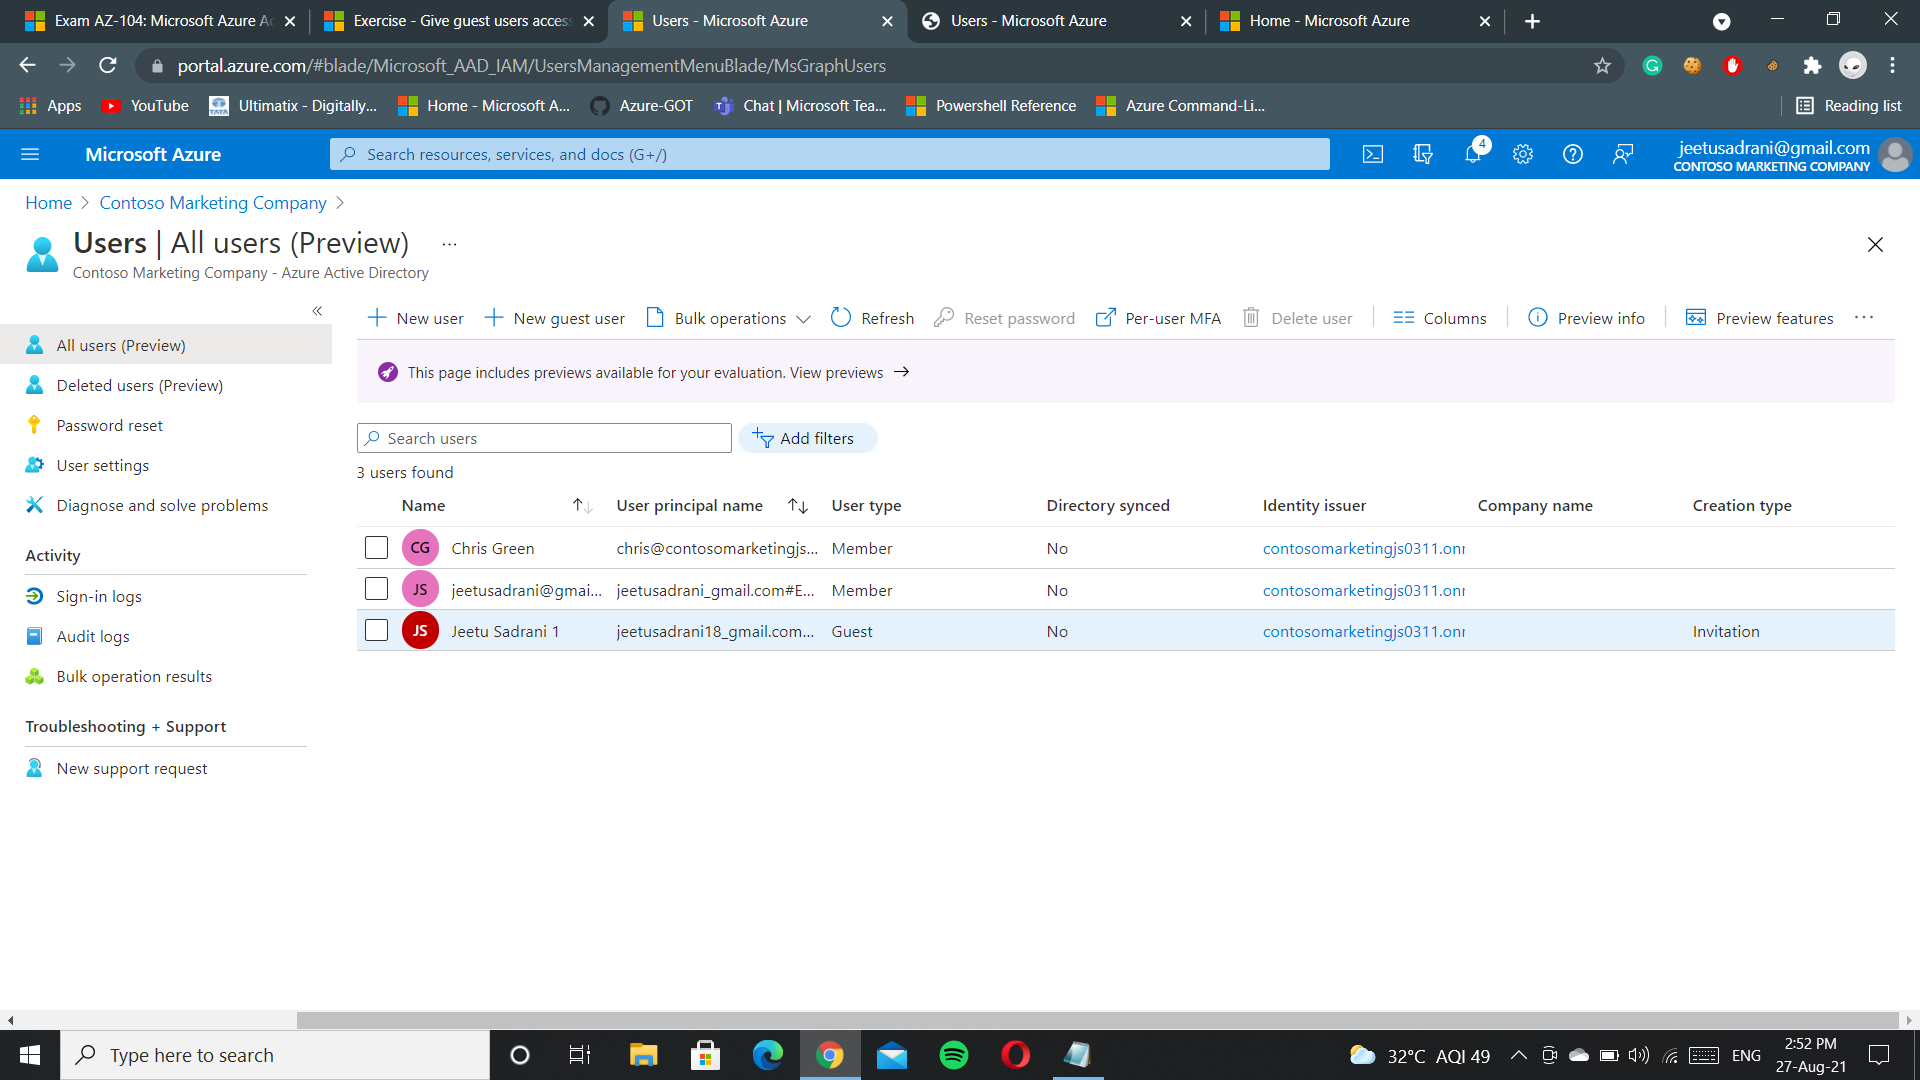 Exam AZ-104: Microsoft Azure A
Exercise - Give guest users acces
Users - Microsoft Azure
Users - Microsoft Azure
Home - Microsoft Azure
portal.azure.com/#blade/Microsoft_AAD_IAM/UsersManagementMenuBlade/MsGraphUsers
Apps
YouTube
Ultimatix - Digitally...
Home - Microsoft A...
Azure-GOT
Chat | Microsoft Tea...
Powershell Reference
Azure Command-Li...
Reading list
Microsoft Azure
Search resources, services, and docs (G+/)
4
jeetusadrani@gmail.com
CONTOSO MARKETING COMPANY
Home > Contoso Marketing Company >
Users | All users (Preview) ...
Contoso Marketing Company - Azure Active Directory
All users (Preview)
Deleted users (Preview)
Password reset
User settings
Diagnose and solve problems
Activity
Sign-in logs
Audit logs
Bulk operation results
Troubleshooting + Support
New support request
New user
New guest user
Bulk operations
Refresh
Reset password
Per-user MFA
Delete user
Columns
Preview info
Preview features
...
This page includes previews available for your evaluation. View previews →
Search users
Add filters
3 users found
Name User principal name User type Directory synced Identity issuer Company name Creation type
CG Chris Green chris@contosomarketingjs... Member No contosomarketingjs0311.onr
JS jeetusadrani@gmai... jeetusadrani_gmail.com#E... Member No contosomarketingjs0311.onr
JS Jeetu Sadrani 1 jeetusadrani18_gmail.com... Guest No contosomarketingjs0311.onr Invitation
Type here to search
32°C AQI 49
ENG
2:52 PM
27-Aug-21